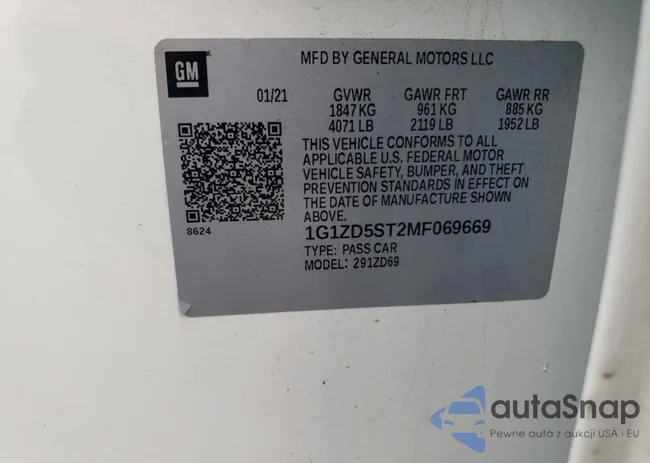 GM
MFD BY GENERAL MOTORS LLC
01/21 GVWR GAWR FRT GAWR RR
1847 KG 961 KG 885 KG
4071 LB 2119 LB 1952 LB
THIS VEHICLE CONFORMS TO ALL
APPLICABLE U.S. FEDERAL MOTOR
VEHICLE SAFETY, BUMPER, AND THEFT
PREVENTION STANDARDS IN EFFECT ON
THE DATE OF MANUFACTURE SHOWN
ABOVE.
8624
1G1ZD5ST2MF069669
TYPE: PASS CAR
MODEL: 291ZD69
autaSnap
Pewne auta z aukcji USA i EU